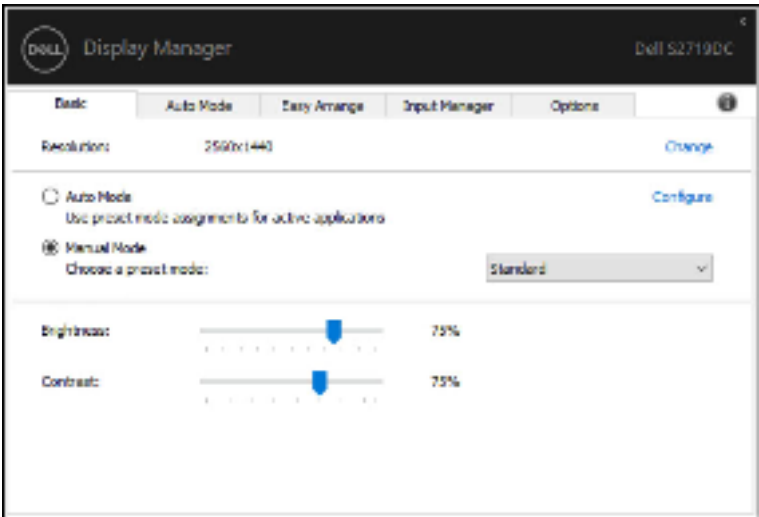 DELL
Display Manager
Dell S2719DC
Basic
Auto Mode
Easy Arrange
Input Manager
Options
Resolution:
2560x1440
Change
Auto Mode
Configure
Use preset mode assignments for active applications
Manual Mode
Choose a preset mode:
Standard
Brightness:
75%
Contrast:
75%